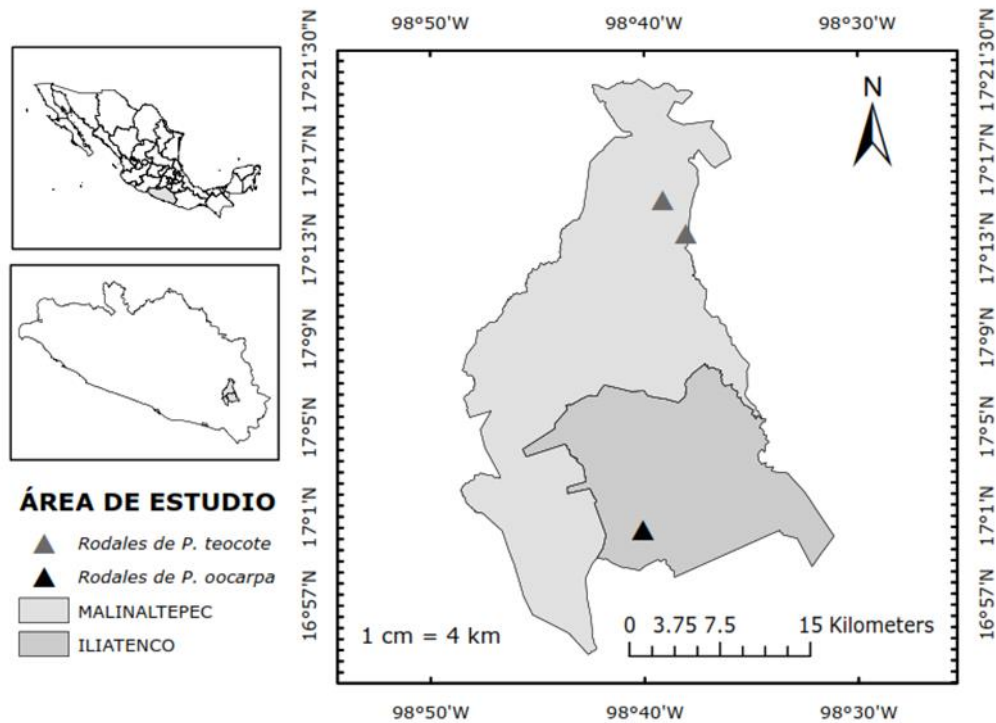 98°50'W 98°40'W 98°30'W
17°21'30"N
17°17'N
17°13'N
17°9'N
17°5'N
17°1'N
16°57'N
N
17°21'30"N
17°17'N
17°13'N
17°9'N
17°5'N
17°1'N
16°57'N
ÁREA DE ESTUDIO
Rodales de P. teocote
Rodales de P. oocarpa
MALINALTEPEC
ILIATENCO
1 cm = 4 km
0 3.75 7.5 15 Kilometers
98°50'W 98°40'W 98°30'W